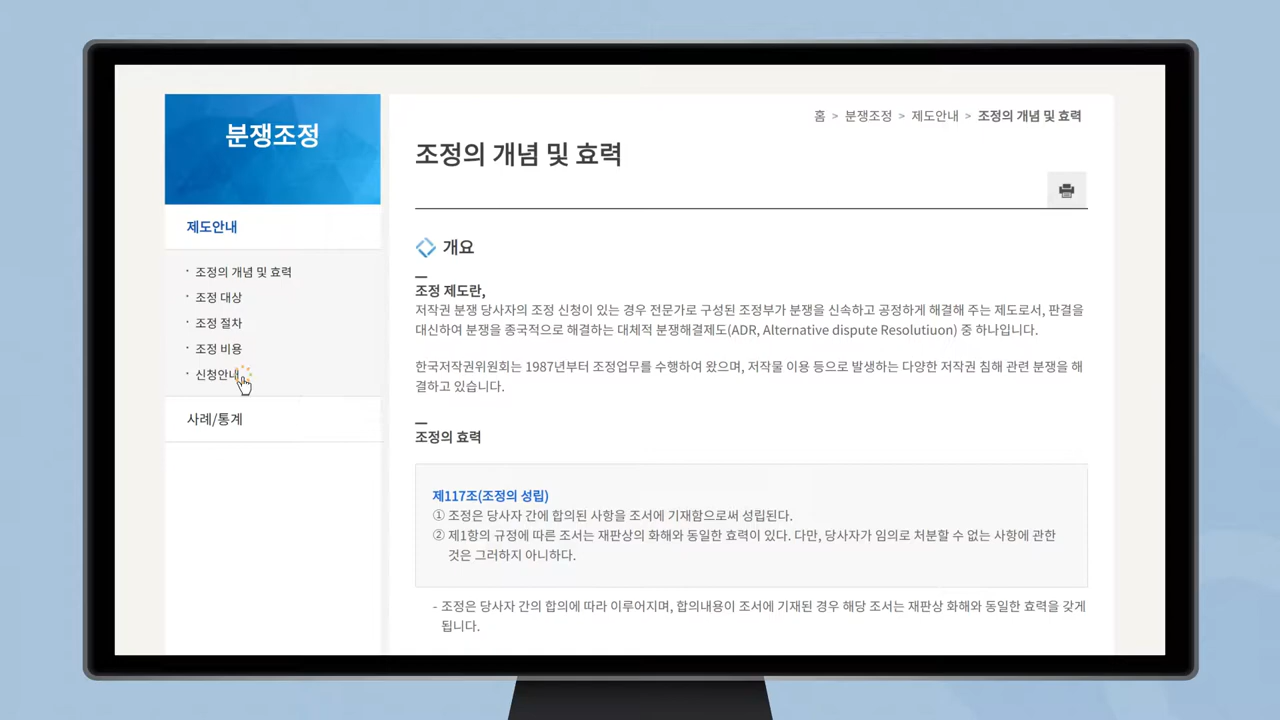 분쟁조정
제도안내
· 조정의 개념 및 효력
· 조정 대상
· 조정 절차
· 조정 비용
· 신청안내
사례/통계
홈 > 분쟁조정 > 제도안내 > 조정의 개념 및 효력
조정의 개념 및 효력
개요
조정 제도란,
저작권 분쟁 당사자의 조정 신청이 있는 경우 전문가로 구성된 조정부가 분쟁을 신속하고 공정하게 해결해 주는 제도로서, 판결을
대신하여 분쟁을 종국적으로 해결하는 대체적 분쟁해결제도(ADR, Alternative dispute Resolutiuon) 중 하나입니다.
한국저작권위원회는 1987년부터 조정업무를 수행하여 왔으며, 저작물 이용 등으로 발생하는 다양한 저작권 침해 관련 분쟁을 해
결하고 있습니다.
조정의 효력
제117조(조정의 성립)
① 조정은 당사자 간에 합의된 사항을 조서에 기재함으로써 성립된다.
② 제1항의 규정에 따른 조서는 재판상의 화해와 동일한 효력이 있다. 다만, 당사자가 임의로 처분할 수 없는 사항에 관한
것은 그러하지 아니하다.
- 조정은 당사자 간의 합의에 따라 이루어지며, 합의내용이 조서에 기재된 경우 해당 조서는 재판상 화해와 동일한 효력을 갖게
됩니다.